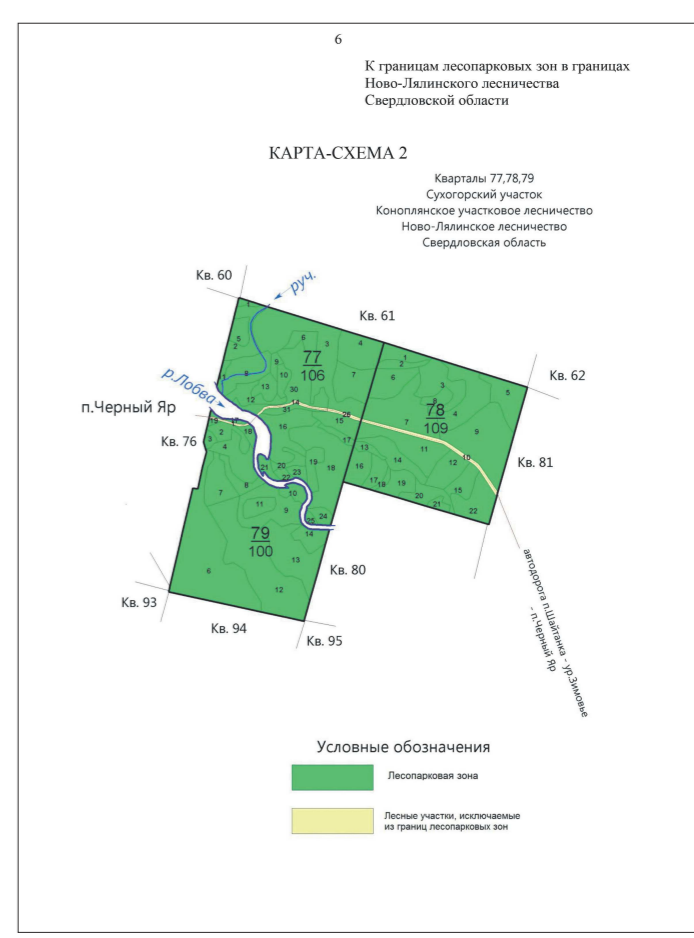 6
К границам лесопарковых зон в границах
Ново-Лялинского лесничества
Свердловской области
КАРТА-СХЕМА 2
Кварталы 77,78,79
Сухогорский участок
Коноплянское участковое лесничество
Ново-Лялинское лесничество
Свердловская область
Кв. 60
руч.
Кв. 61
Кв. 62
р.Лобва
п.Черный Яр
Кв. 76
77
106
78
109
79
100
Кв. 81
Кв. 80
Кв. 93
Кв. 94
Кв. 95
автодорога п.Шайтанка - ур.Зимовье
- п.Черный Яр
Условные обозначения
Лесопарковая зона
Лесные участки, исключаемые
из границ лесопарковых зон